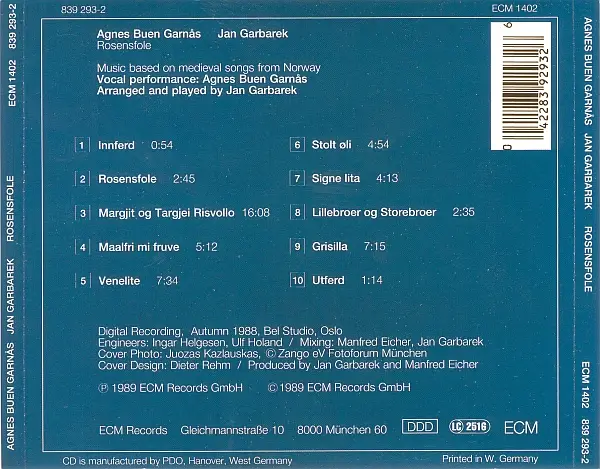 839 293-2
ECM 1402
Agnes Buen Garnås Jan Garbarek
Rosensfole
Music based on medieval songs from Norway
Vocal performance: Agnes Buen Garnås
Arranged and played by Jan Garbarek
1 Innferd 0:54
2 Rosensfole 2:45
3 Margjit og Targjei Risvollo 16:08
4 Maalfri mi fruve 5:12
5 Venelite 7:34
6 Stolt øli 4:54
7 Signe lita 4:13
8 Lillebroer og Storebroer 2:35
9 Grisilla 7:15
10 Utferd 1:14
Digital Recording, Autumn 1988, Bel Studio, Oslo
Engineers: Ingar Helgesen, Ulf Holand / Mixing: Manfred Eicher, Jan Garbarek
Cover Photo: Juozas Kazlauskas, © Zango eV Fotoforum München
Cover Design: Dieter Rehm / Produced by Jan Garbarek and Manfred Eicher
℗ 1989 ECM Records GmbH © 1989 ECM Records GmbH
ECM Records Gleichmannstraße 10 8000 München 60 DDD LC 2516 ECM
CD is manufactured by PDO, Hanover, West Germany
Printed in W. Germany
AGNES BUEN GARNÅS JAN GARBAREK ROSENSFOLE ECM 1402 839 293-2
AGNES BUEN GARNÅS JAN GARBAREK ROSENSFOLE ECM 1402 839 293-2
0 42283 92932 6